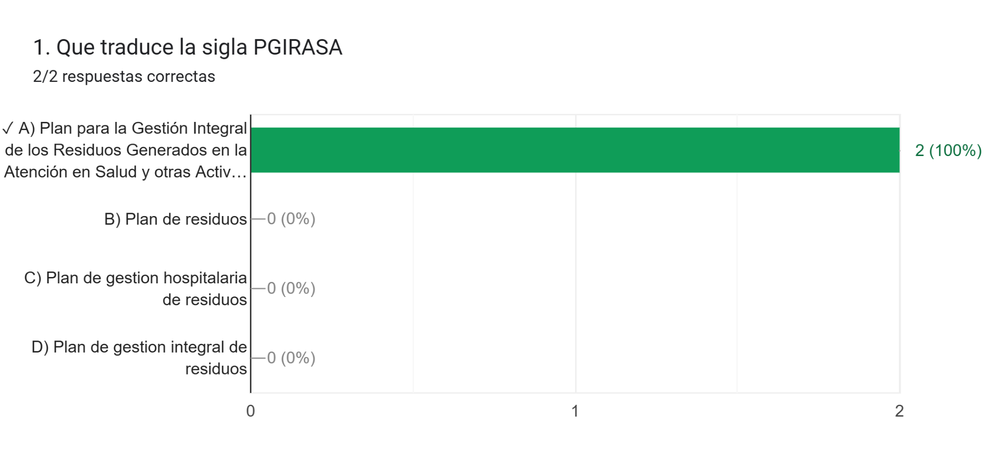 1. Que traduce la sigla PGIRASA
2/2 respuestas correctas
✓ A) Plan para la Gestión Integral
de los Residuos Generados en la
Atención en Salud y otras Activ…
2 (100%)
B) Plan de residuos
0 (0%)
C) Plan de gestion hospitalaria
de residuos
0 (0%)
D) Plan de gestion integral de
residuos
0 (0%)
0 1 2